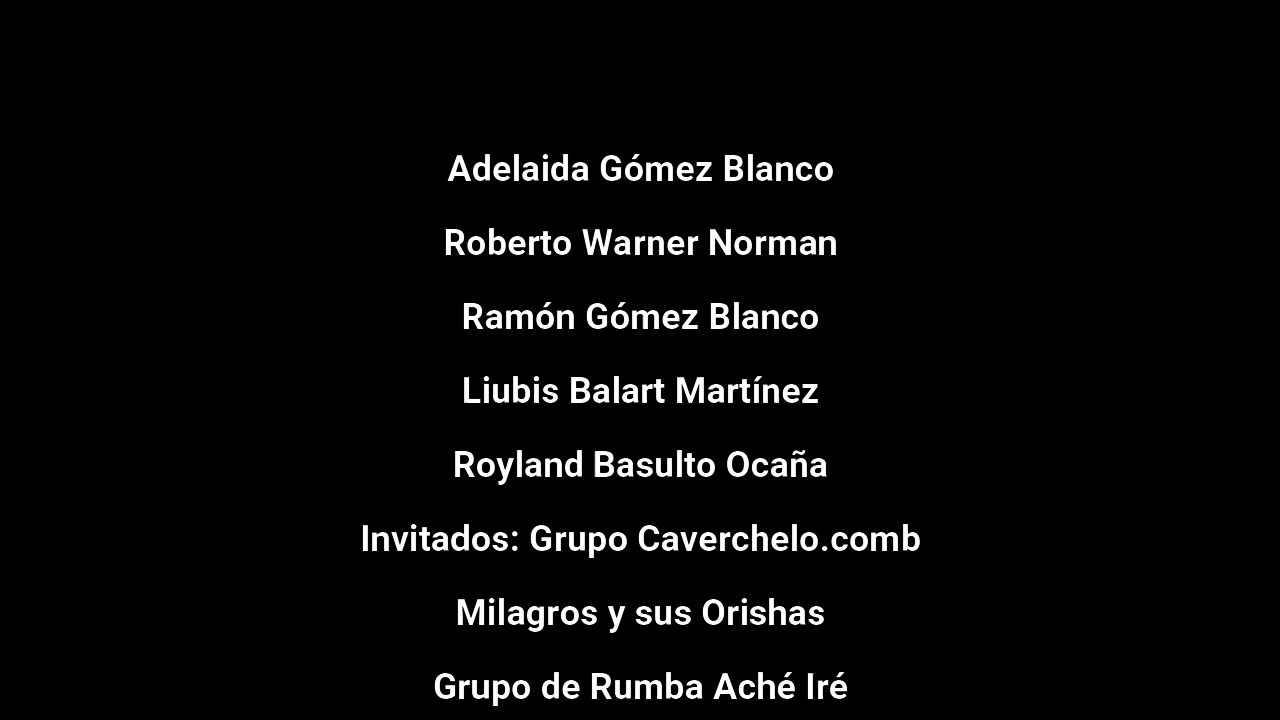 Adelaida Gómez Blanco
Roberto Warner Norman
Ramón Gómez Blanco
Liubis Balart Martínez
Royland Basulto Ocaña
Invitados: Grupo Caverchelo.comb
Milagros y sus Orishas
Grupo de Rumba Aché Iré